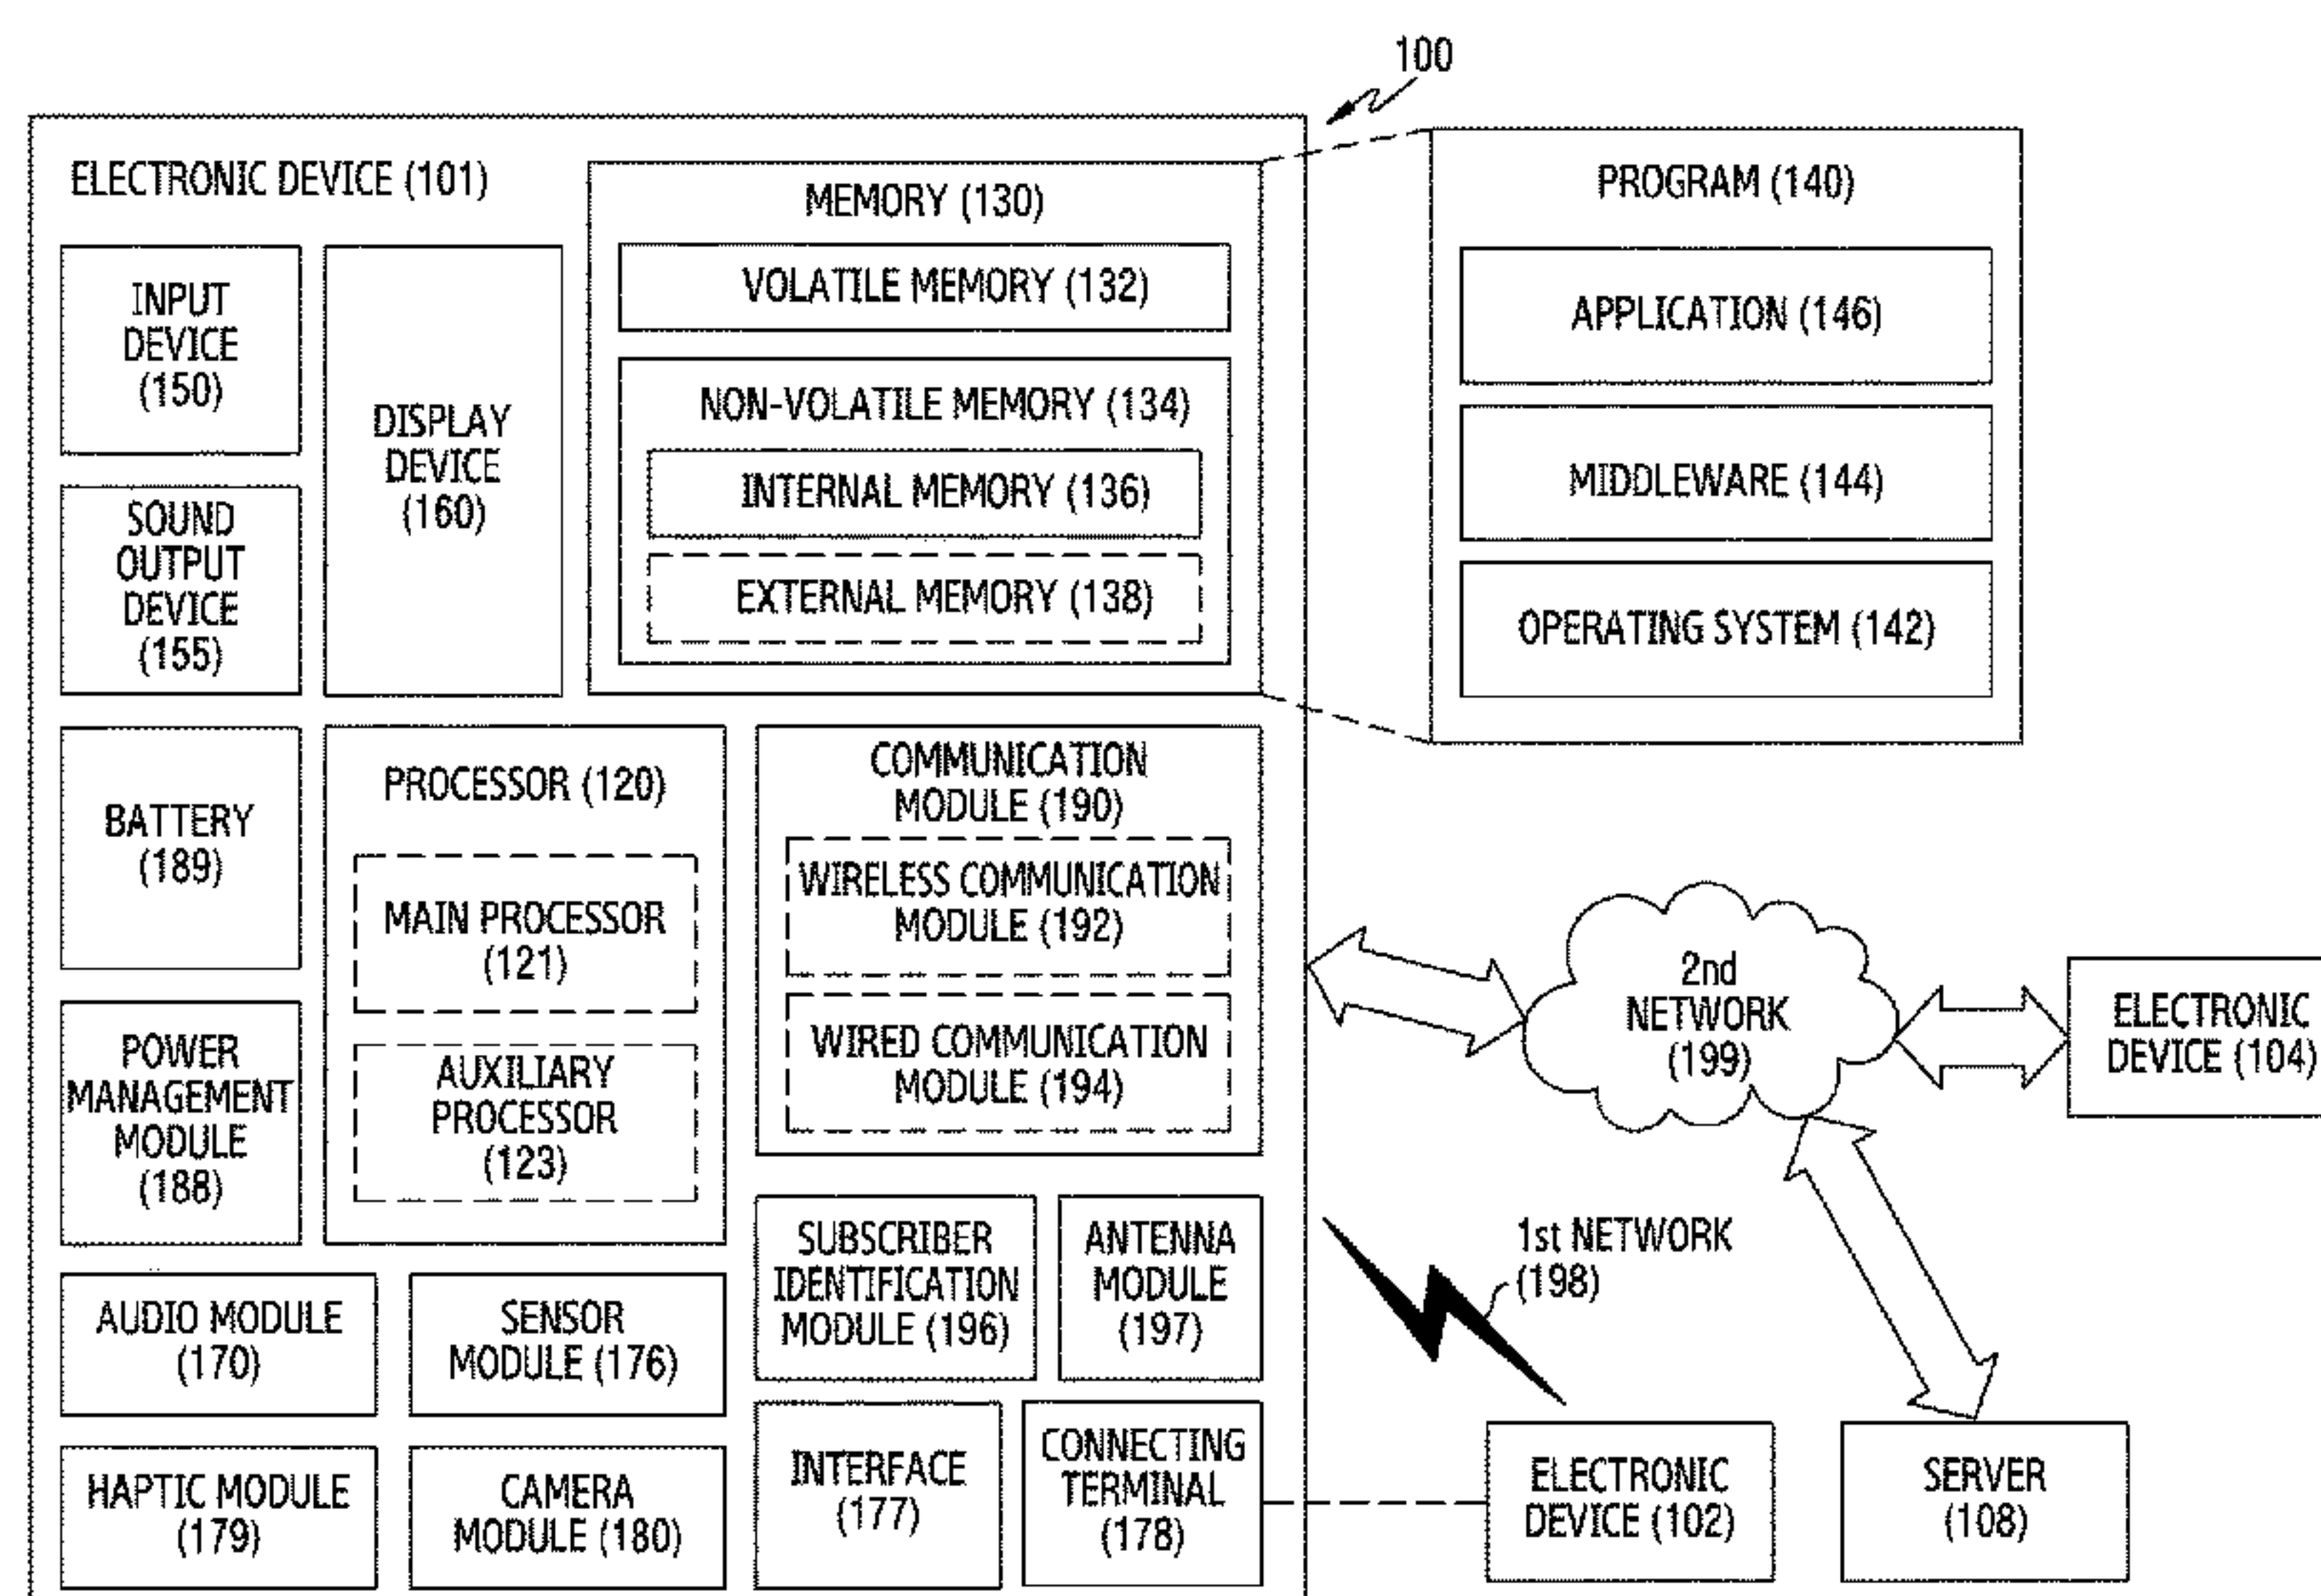 100
ELECTRONIC DEVICE (101)
INPUT
DEVICE
(150)
SOUND
OUTPUT
DEVICE
(155)
DISPLAY
DEVICE
(160)
MEMORY (130)
VOLATILE MEMORY (132)
NON-VOLATILE MEMORY (134)
INTERNAL MEMORY (136)
EXTERNAL MEMORY (138)
PROGRAM (140)
APPLICATION (146)
MIDDLEWARE (144)
OPERATING SYSTEM (142)
BATTERY
(189)
POWER
MANAGEMENT
MODULE
(188)
PROCESSOR (120)
MAIN PROCESSOR
(121)
AUXILIARY
PROCESSOR
(123)
COMMUNICATION
MODULE (190)
WIRELESS COMMUNICATION
MODULE (192)
WIRED COMMUNICATION
MODULE (194)
2nd
NETWORK
(199)
ELECTRONIC
DEVICE (104)
SUBSCRIBER
IDENTIFICATION
MODULE (196)
ANTENNA
MODULE
(197)
1st NETWORK
(198)
AUDIO MODULE
(170)
SENSOR
MODULE (176)
HAPTIC MODULE
(179)
CAMERA
MODULE (180)
INTERFACE
(177)
CONNECTING
TERMINAL
(178)
ELECTRONIC
DEVICE (102)
SERVER
(108)